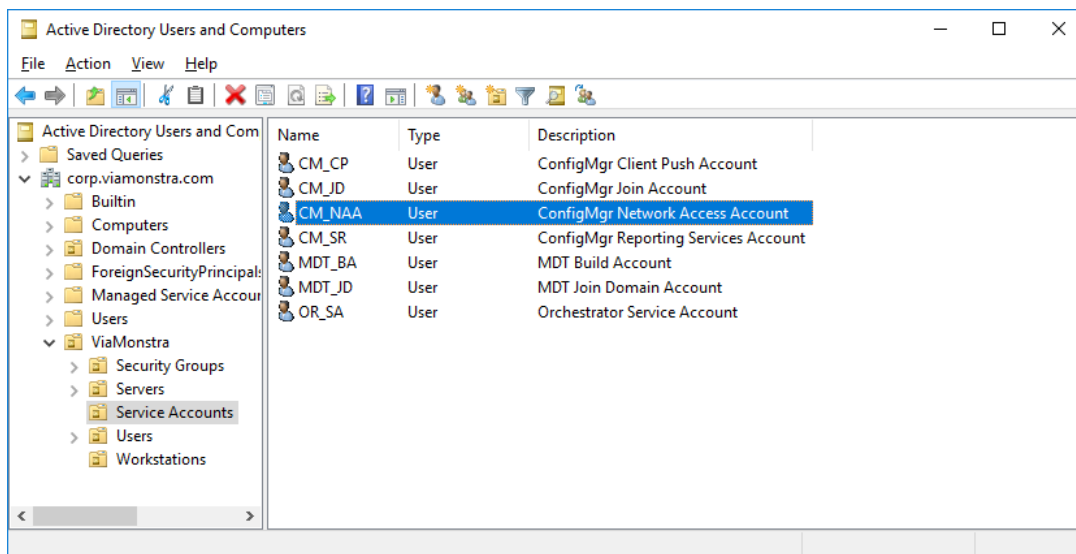 Active Directory Users and Computers
File Action View Help
Active Directory Users and Com
Saved Queries
corp.viamonstra.com
Builtin
Computers
Domain Controllers
ForeignSecurityPrincipal:
Managed Service Accour
Users
ViaMonstra
Security Groups
Servers
Service Accounts
Users
Workstations
Name Type Description
CM_CP User ConfigMgr Client Push Account
CM_JD User ConfigMgr Join Account
CM_NAA User ConfigMgr Network Access Account
CM_SR User ConfigMgr Reporting Services Account
MDT_BA User MDT Build Account
MDT_JD User MDT Join Domain Account
OR_SA User Orchestrator Service Account